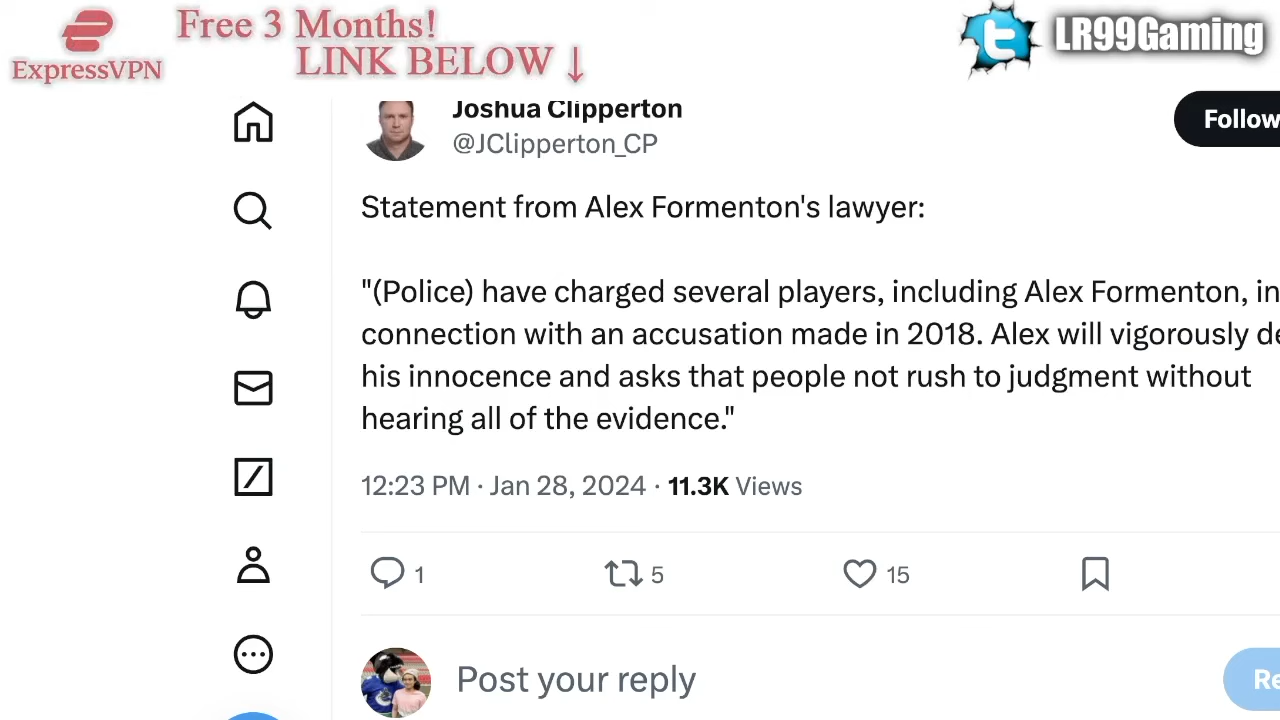 Free 3 Months!
LINK BELOW ↓
ExpressVPN
LR99Gaming
Joshua Clipperton
@JClipperton_CP
Follow
Statement from Alex Formenton's lawyer:
"(Police) have charged several players, including Alex Formenton, in
connection with an accusation made in 2018. Alex will vigorously de
his innocence and asks that people not rush to judgment without
hearing all of the evidence."
12:23 PM · Jan 28, 2024 · 11.3K Views
1 5 15
Post your reply
Re